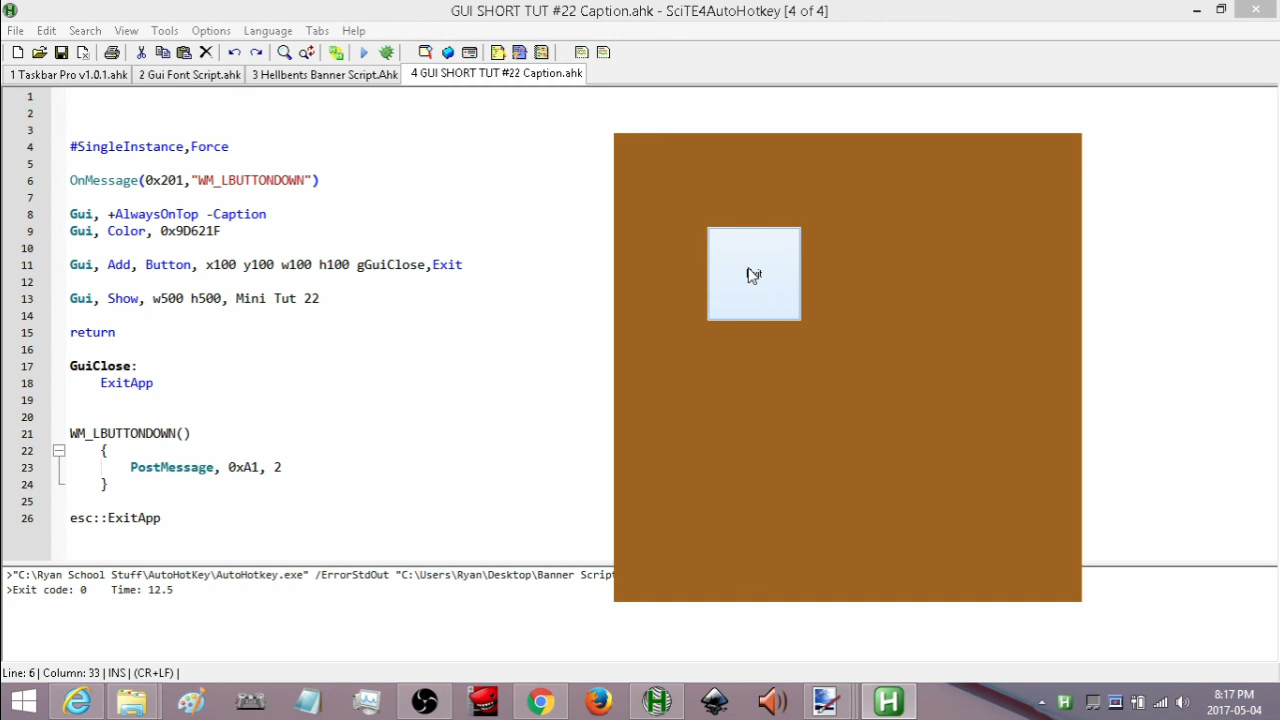 GUI SHORT TUT #22 Caption.ahk - SciTE4AutoHotkey [4 of 4]
File Edit Search View Tools Options Language Tabs Help
1 Taskbar Pro v1.0.1.ahk 2 Gui Font Script.ahk 3 Hellbents Banner Script.Ahk 4 GUI SHORT TUT #22 Caption.ahk
1
2
3
4 #SingleInstance,Force
5
6 OnMessage(0x201,"WM_LBUTTONDOWN")
7
8 Gui, +AlwaysOnTop -Caption
9 Gui, Color, 0x9D621F
10
11 Gui, Add, Button, x100 y100 w100 h100 gGuiClose,Exit
12
13 Gui, Show, w500 h500, Mini Tut 22
14
15 return
16
17 GuiClose:
18 ExitApp
19
20
21 WM_LBUTTONDOWN()
22 {
23 PostMessage, 0xA1, 2
24 }
25
26 esc::ExitApp
>"C:\Ryan School Stuff\AutoHotKey\AutoHotkey.exe" /ErrorStdOut "C:\Users\Ryan\Desktop\Banner Script
>Exit code: 0 Time: 12.5
Line: 6 | Column: 33 | INS | (CR+LF) |
8:17 PM
2017-05-04